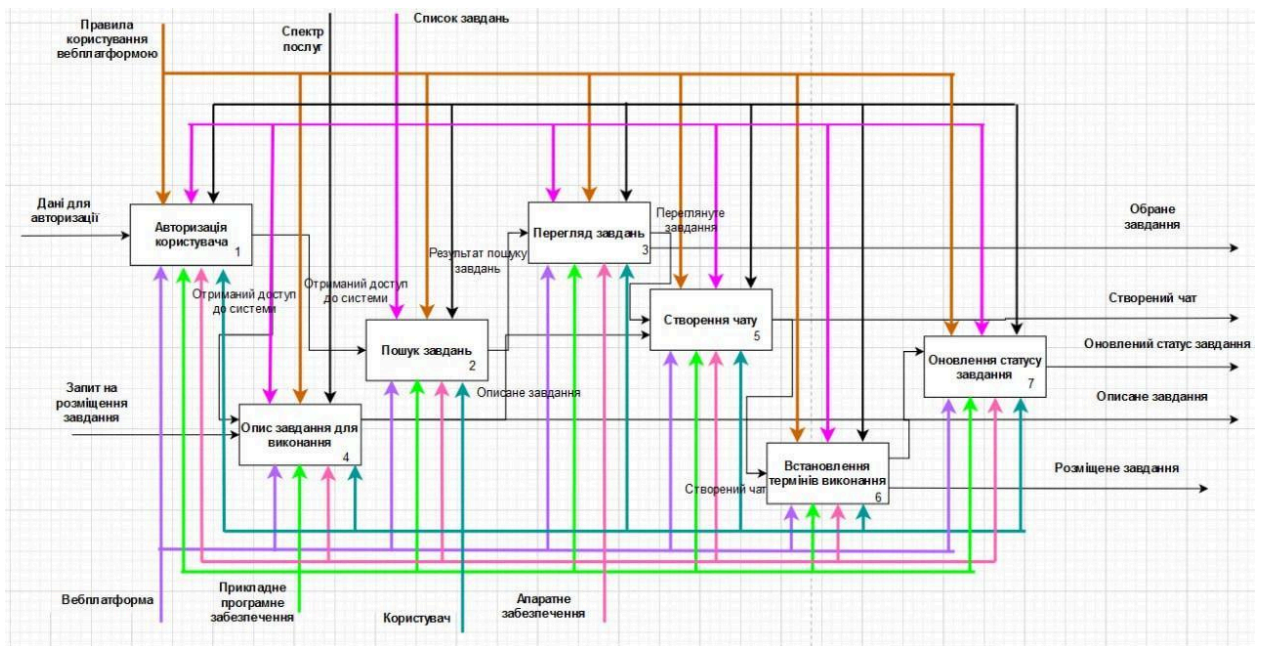 Правила
користування
вебплатформою
Спектр
послуг
Список завдань
Дані для
авторизації
Авторизація
користувача
1
Отриманий доступ
до системи
Отриманий доступ
до системи
Результат пошуку
завдань
Перегляд завдань
3
Переглянуте
завдання
Обране
завдання
Створення чату
5
Створений чат
Пошук завдань
2
Оновлення статусу
завдання
7
Оновлений статус завдання
Запит на
розміщення
завдання
Опис завдання для
виконання
4
Описане завдання
Описане завдання
Встановлення
термінів виконання
6
Створений чат
Розміщене завдання
Вебплатформа
Прикладне
програмне
забезпечення
Користувач
Апаратне
забезпечення